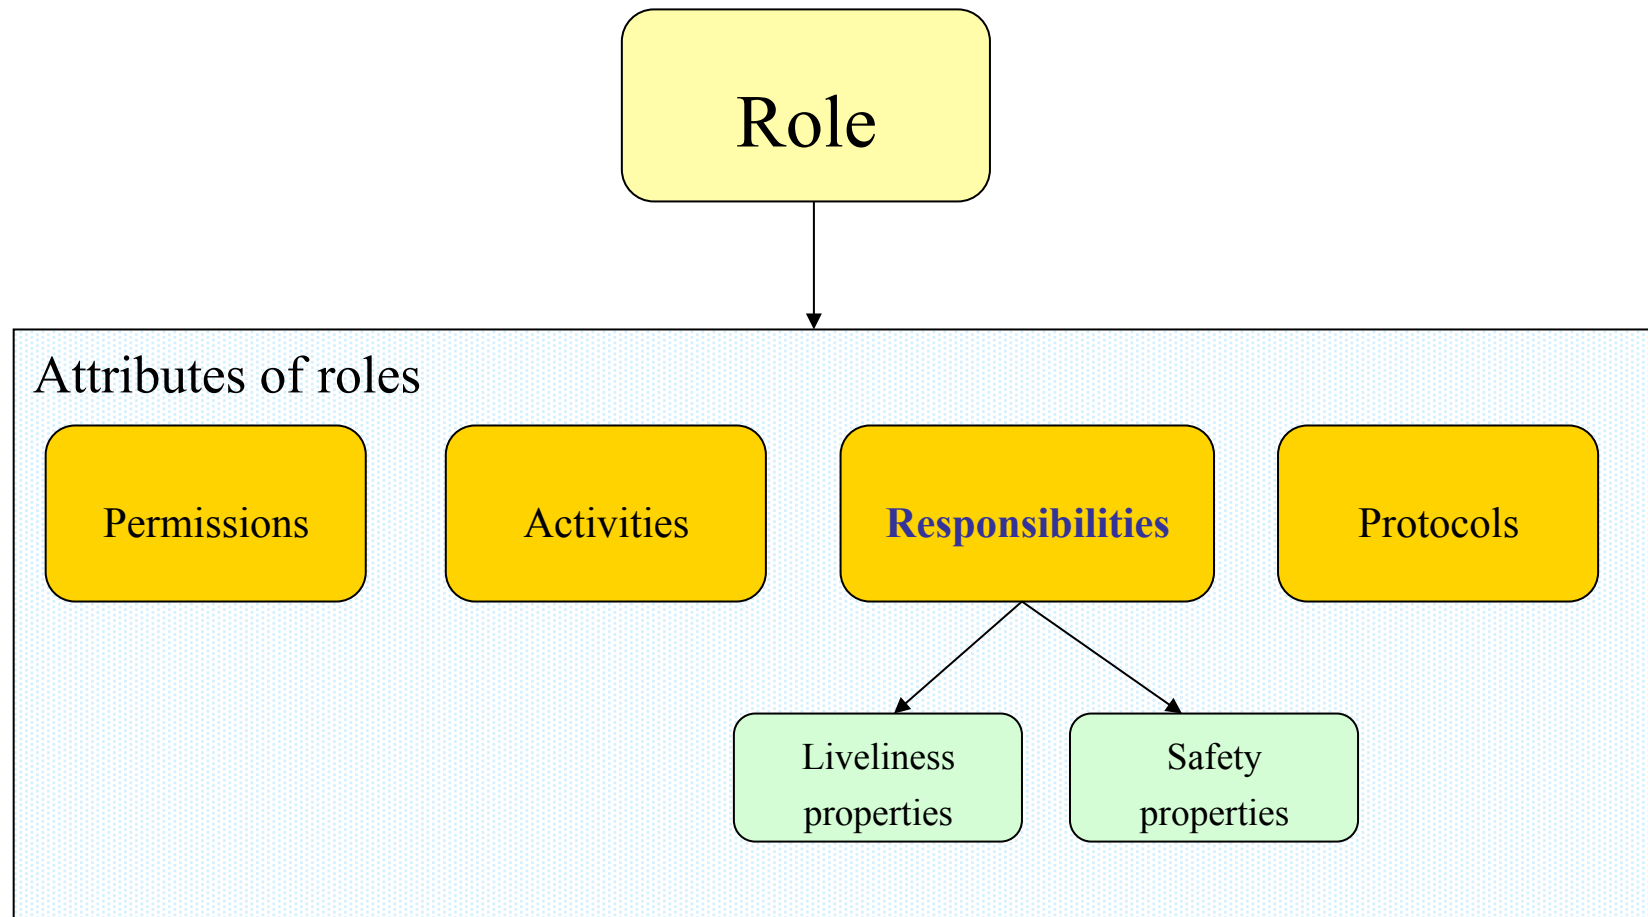 Role
Attributes of roles
Permissions
Activities
Responsibilities
Protocols
Liveliness
properties
Safety
properties